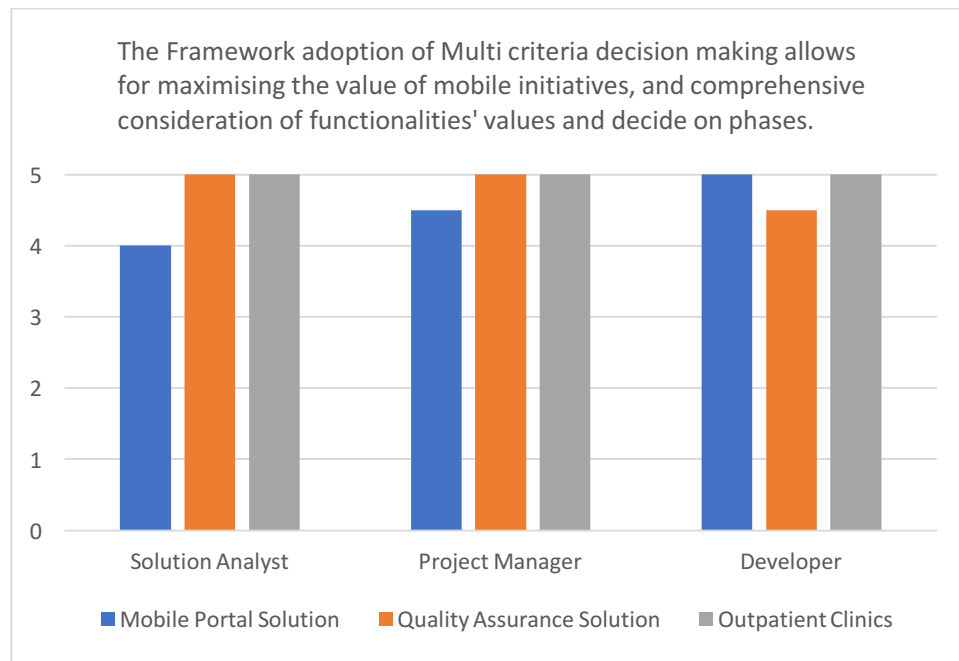 The Framework adoption of Multi criteria decision making allows
for maximising the value of mobile initiatives, and comprehensive
consideration of functionalities' values and decide on phases.
5
4
3
2
1
0
Solution Analyst Project Manager Developer
Mobile Portal Solution Quality Assurance Solution Outpatient Clinics